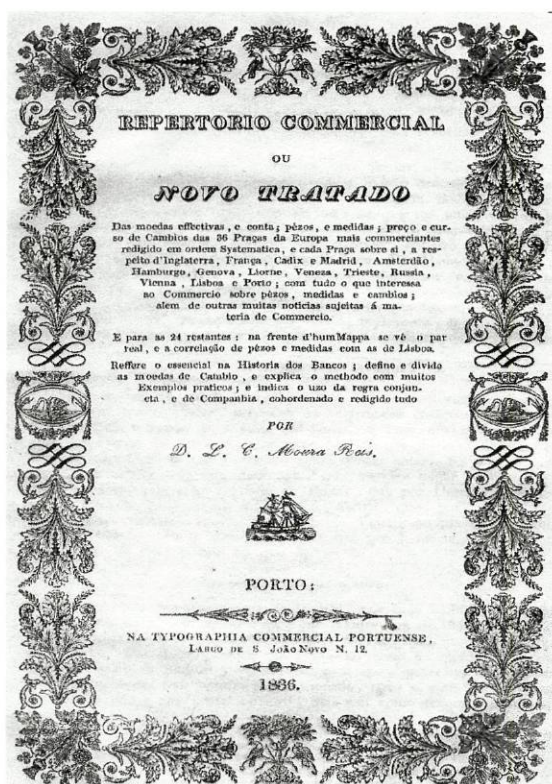 REPERTORIO COMMERCIAL
OU
NOVO TRATADO
Das moedas effectivas, e conta; pêzos, e medidas; preço e cur-
so de Cambios das 36 Praças da Europa mais commerciantes
redigido em ordem Systematica, e cada Praça sobre si, a res-
peito d'Inglaterra, França, Cadix e Madrid, Amsterdão,
Hamburgo, Genova, Liorne, Veneza, Trieste, Russia,
Vienna, Lisboa e Porto; com tudo o que interessa
ao Commercio sobre pêzos, medidas e cambios;
alem de outras muitas noticias sujeitas á ma-
teria de Commercio.
E para as 24 restantes: na frente d'humMappa se vê o par
real, e a correlação de pêzos e medidas com as de Lisboa.
Reffere o essencial na Historia dos Bancos; define e divide
as moedas de Cambio, e explica o methodo com muitos
Exemplos praticos; e indica o uzo da regra conjun-
cta, e de Companhia, cohordenado e redigido tudo
POR
D. L. C. Moura Reis.
PORTO:
NA TYPOGRAPHIA COMMERCIAL PORTUENSE,
LARGO DE S. JOÃO NOVO N. 12.
1836.